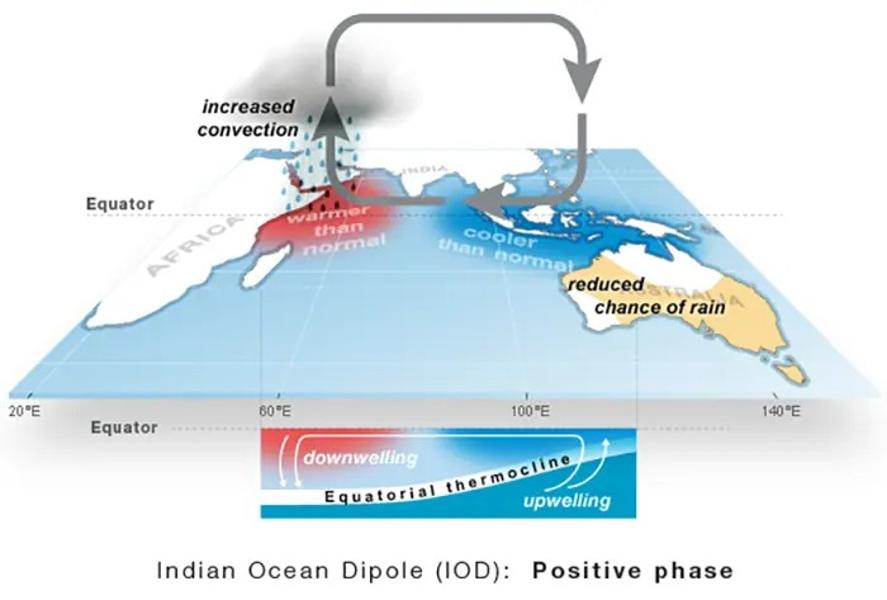 increased
convection
INDIA
Equator
AFRICA
warmer
than
normal
cooler
than normal
AUSTRALIA
reduced
chance of rain
20°E
60°E
100°E
140°E
Equator
downwelling
Equatorial thermocline
upwelling
Indian Ocean Dipole (IOD): Positive phase